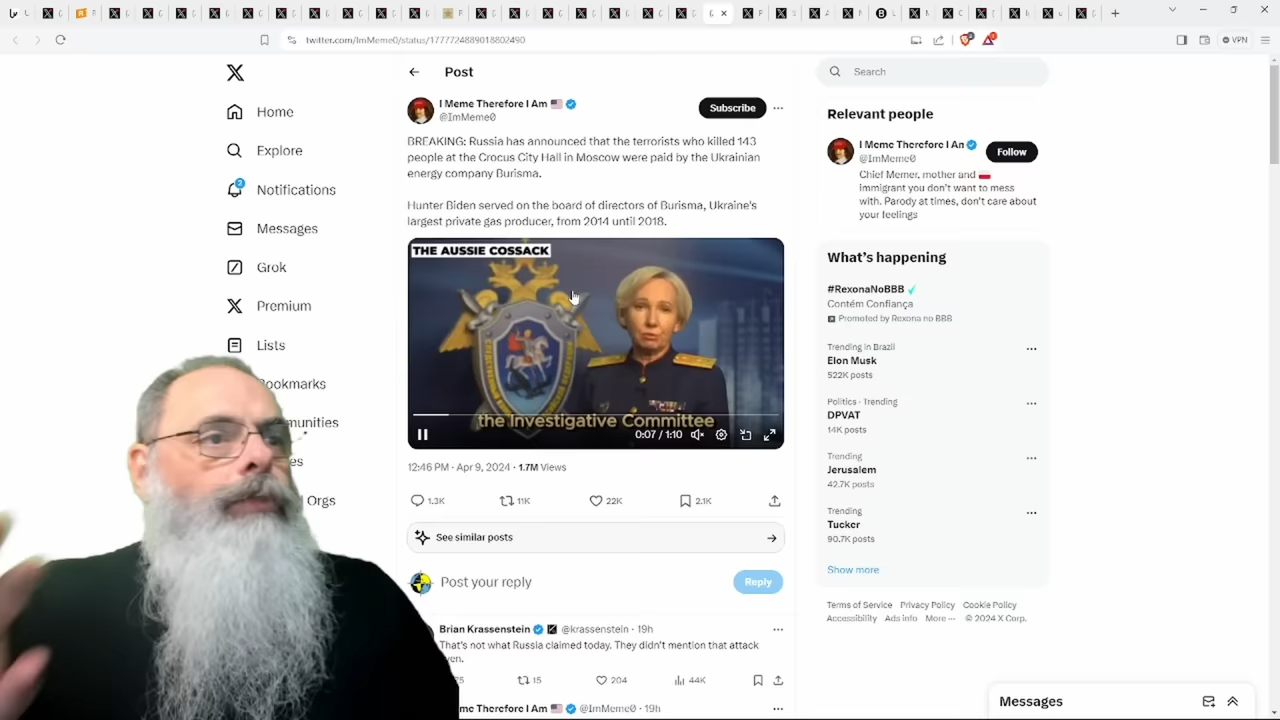 twitter.com/ImMeme0/status/1777724889018802490
VPN
Home
Explore
Notifications
Messages
Grok
Premium
Lists
ookmarks
munities
es
l Orgs
Post
I Meme Therefore I Am
@ImMeme0
Subscribe
BREAKING: Russia has announced that the terrorists who killed 143
people at the Crocus City Hall in Moscow were paid by the Ukrainian
energy company Burisma.
Hunter Biden served on the board of directors of Burisma, Ukraine's
largest private gas producer, from 2014 until 2018.
THE AUSSIE COSSACK
the Investigative Committee
0:07 / 1:10
12:46 PM · Apr 9, 2024 · 1.7M Views
1.3K 11K 22K 2.1K
See similar posts
Post your reply
Reply
Brian Krassenstein @krassenstein · 19h
That's not what Russia claimed today. They didn't mention that attack
en.
25 15 204 44K
me Therefore I Am @ImMeme0 · 19h
Search
Relevant people
I Meme Therefore I Am
@ImMeme0
Follow
Chief Memer, mother and
immigrant you don't want to mess
with. Parody at times, don't care about
your feelings
What's happening
#RexonaNoBBB
Contém Confiança
Promoted by Rexona no BBB
Trending in Brazil
Elon Musk
522K posts
Politics · Trending
DPVAT
14K posts
Trending
Jerusalem
42.7K posts
Trending
Tucker
90.7K posts
Show more
Terms of Service Privacy Policy Cookie Policy
Accessibility Ads info More ··· © 2024 X Corp.
Messages